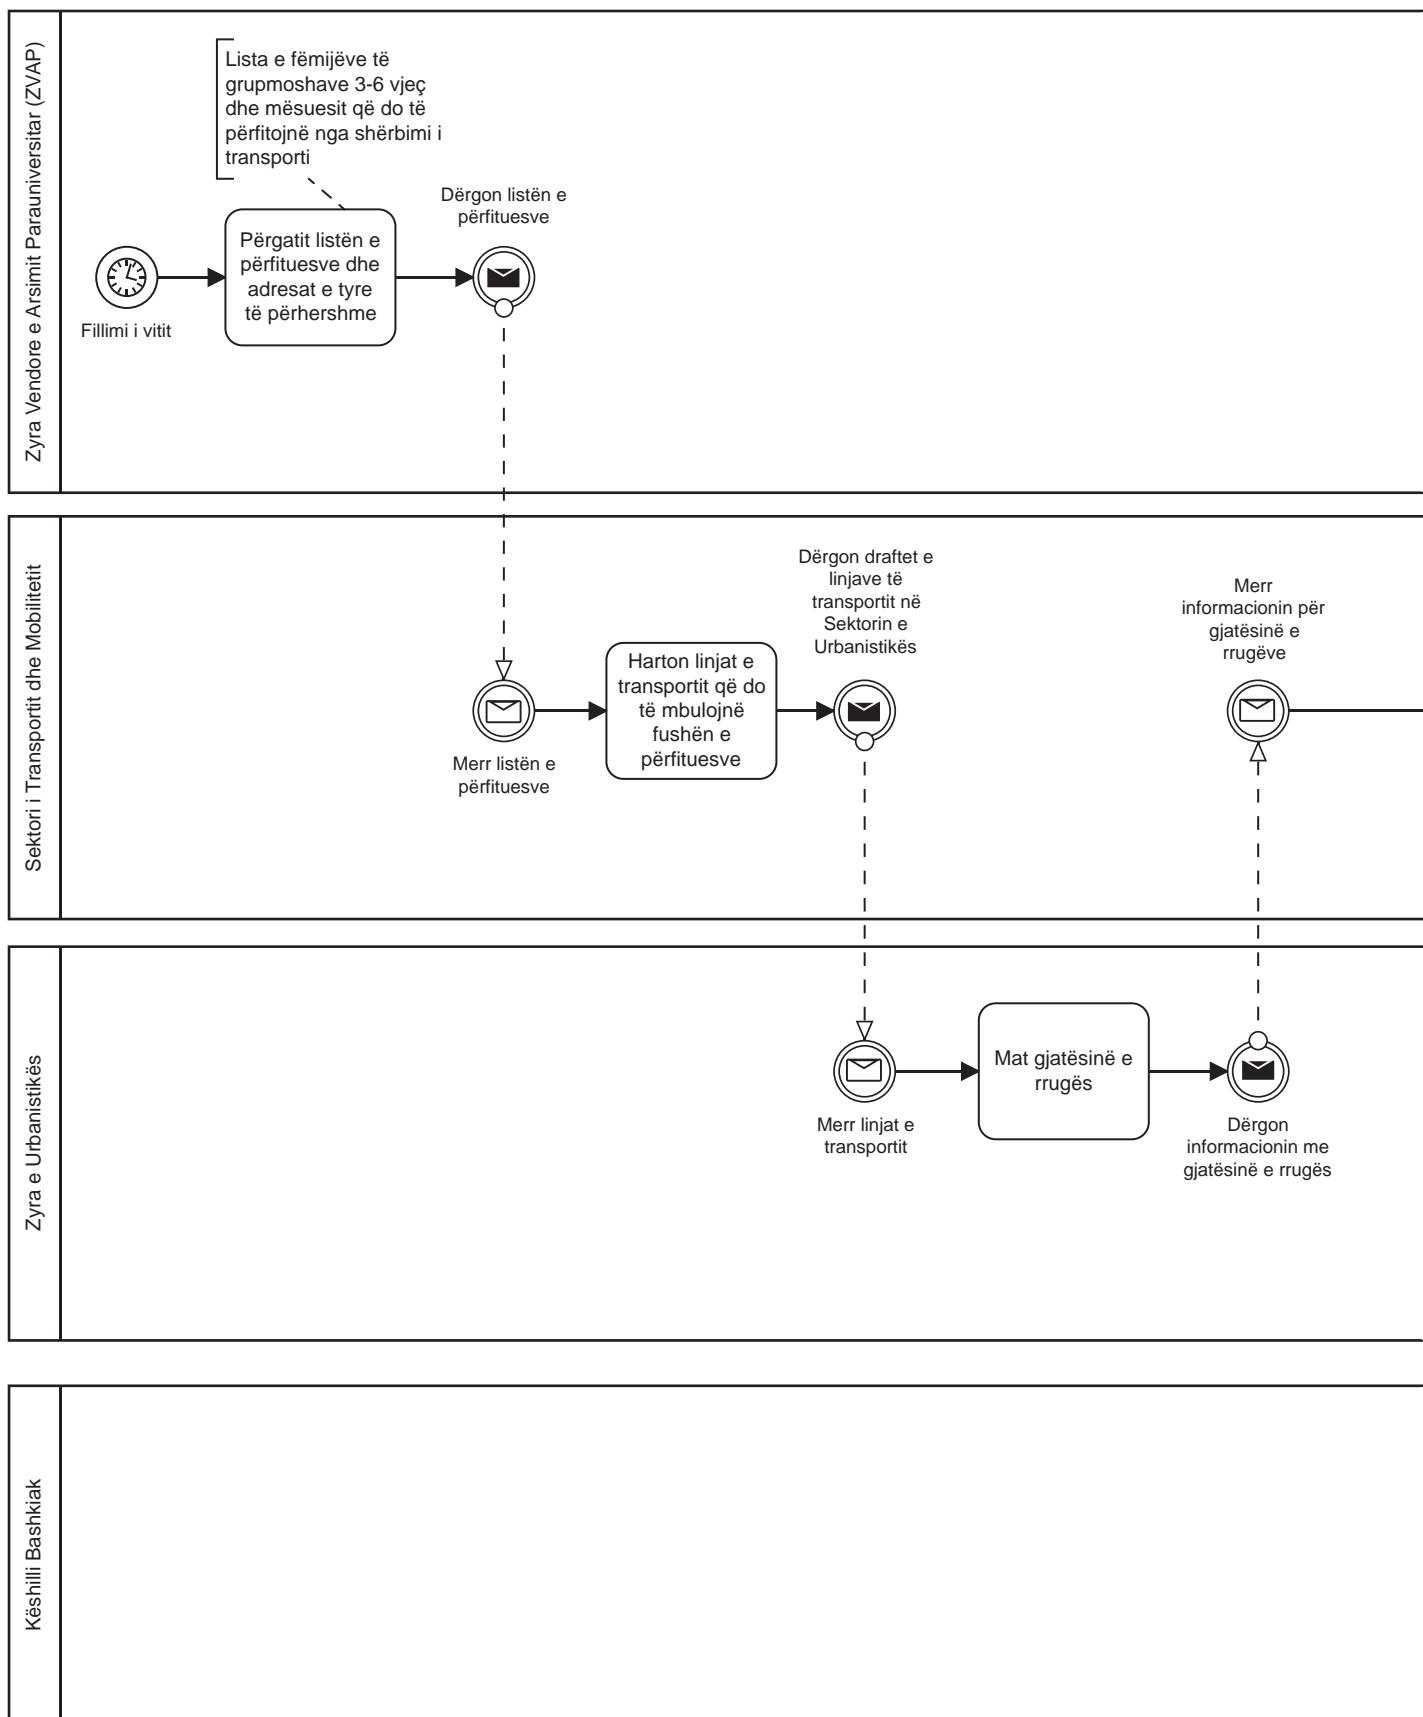 Zyra Vendore e Arsimit Parauniversitar (ZVAP)
Lista e fëmijëve të
grupmoshave 3-6 vjeç
dhe mësuesit që do të
përfitojnë nga shërbimi i
transporti
Dërgon listën e
përfituesve
Përgatit listën e
përfituesve dhe
adresat e tyre
të përhershme
Fillimi i vitit
Sektori i Transportit dhe Mobilitetit
Dërgon draftet e
linjave të
transportit në
Sektorin e
Urbanistikës
Merr
informacionin për
gjatësinë e
rrugëve
Harton linjat e
transportit që do
të mbulojnë
fushën e
përfituesve
Merr listën e
përfituesve
Zyra e Urbanistikës
Mat gjatësinë e
rrugës
Merr linjat e
transportit
Dërgon
informacionin me
gjatësinë e rrugës
Këshilli Bashkiak